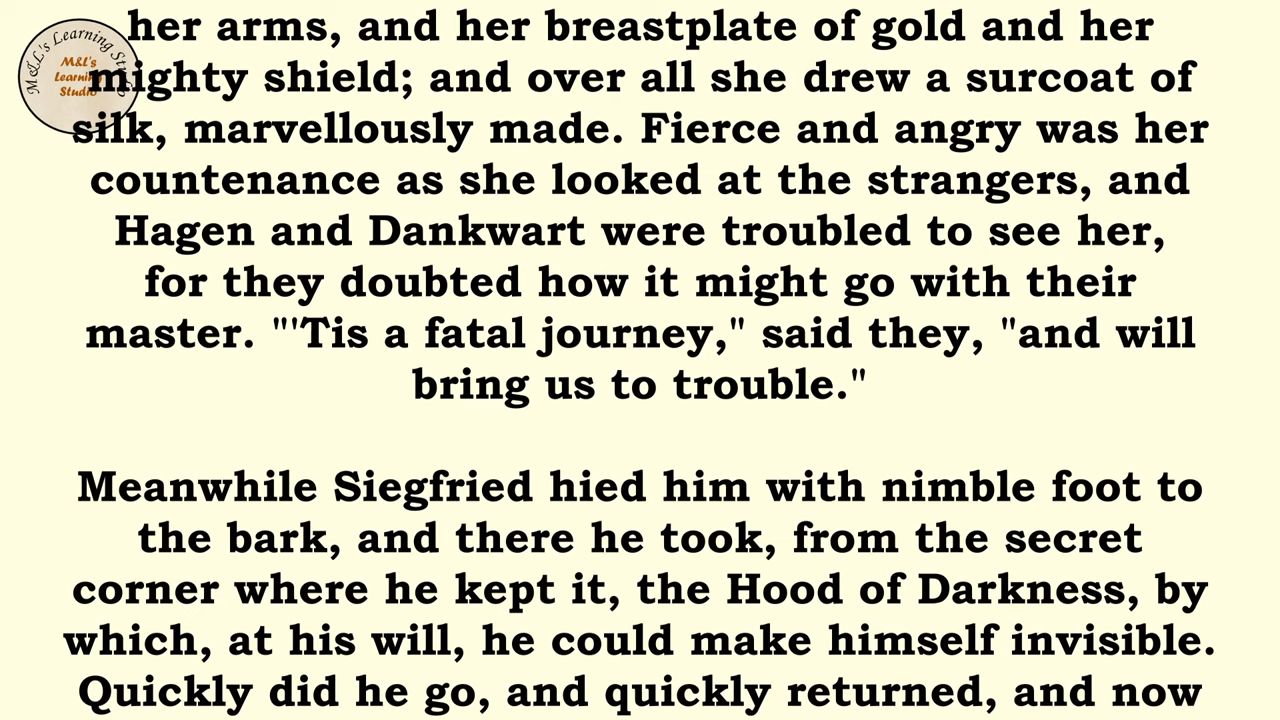 her arms, and her breastplate of gold and her
mighty shield; and over all she drew a surcoat of
silk, marvellously made. Fierce and angry was her
countenance as she looked at the strangers, and
Hagen and Dankwart were troubled to see her,
for they doubted how it might go with their
master. "'Tis a fatal journey," said they, "and will
bring us to trouble."
Meanwhile Siegfried hied him with nimble foot to
the bark, and there he took, from the secret
corner where he kept it, the Hood of Darkness, by
which, at his will, he could make himself invisible.
Quickly did he go, and quickly returned, and now
M&L's Learning
M&L's
Learning
Studio